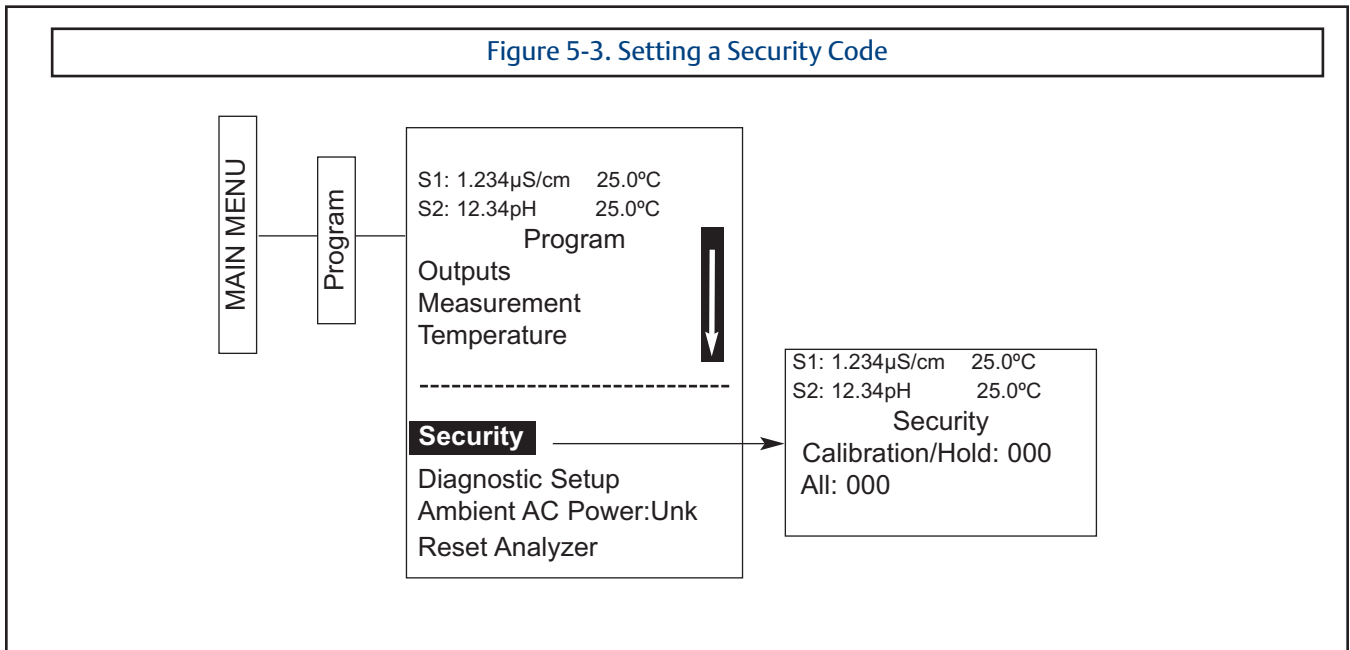 Figure 5-3. Setting a Security Code
MAIN MENU
Program
S1: 1.234µS/cm 25.0ºC
S2: 12.34pH 25.0ºC
Program
Outputs
Measurement
Temperature
-----------------------------
Security
Diagnostic Setup
Ambient AC Power:Unk
Reset Analyzer
S1: 1.234µS/cm 25.0ºC
S2: 12.34pH 25.0ºC
Security
Calibration/Hold: 000
All: 000